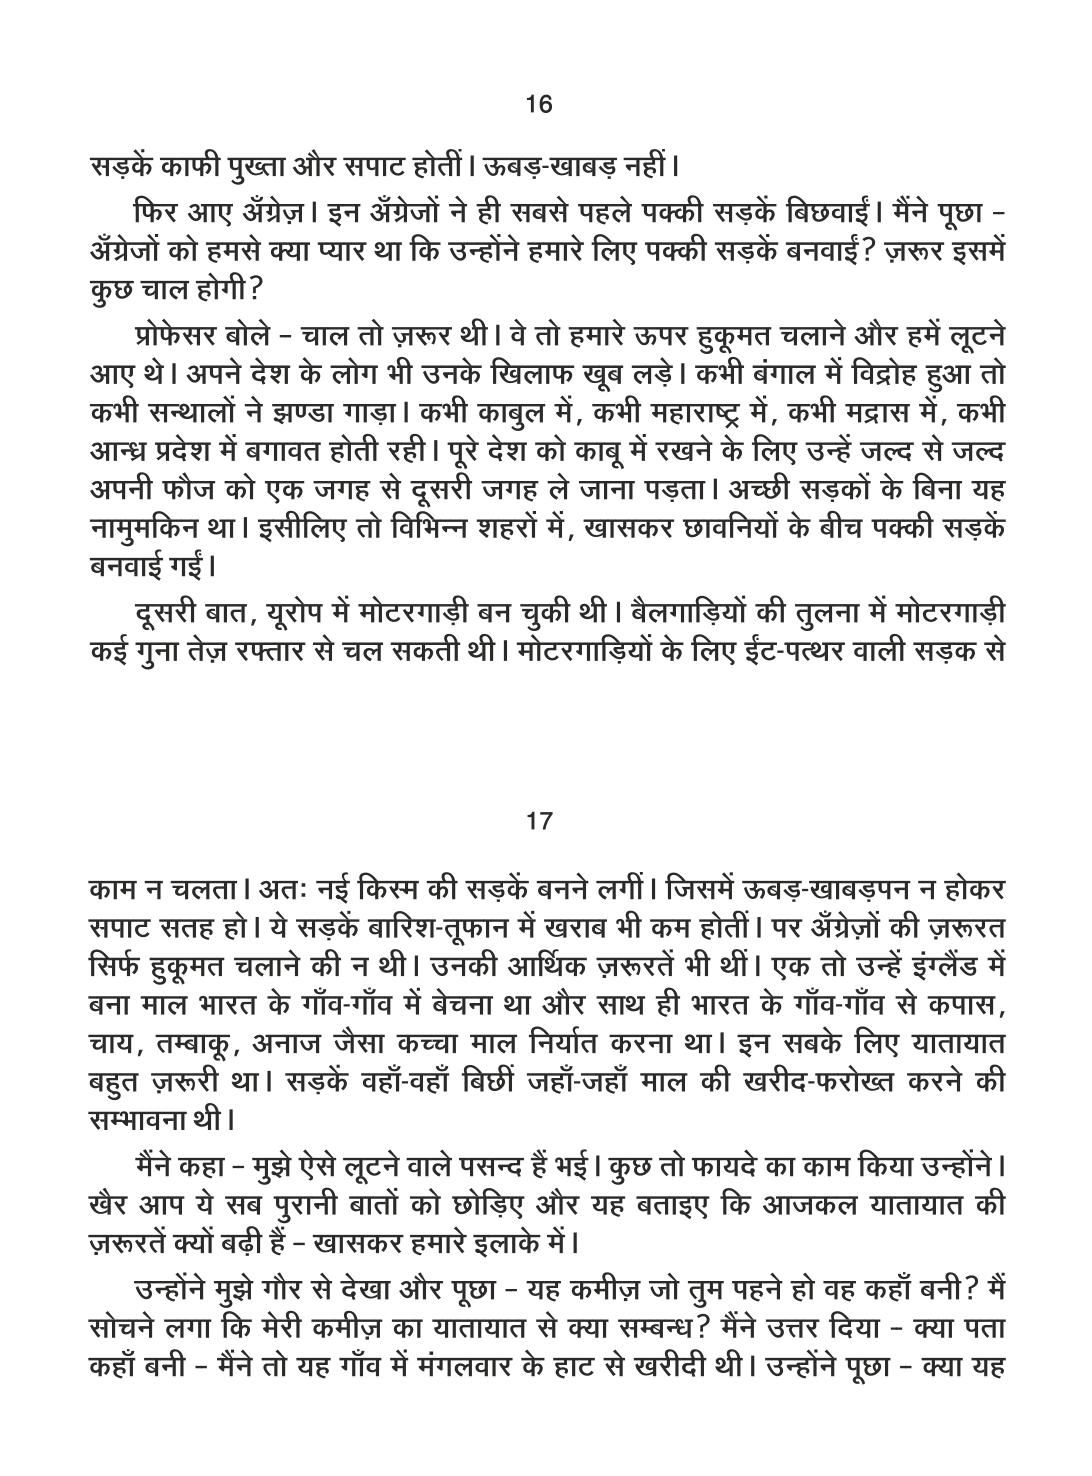 16
सड़कें काफी पुख्ता और सपाट होतीं। ऊबड़-खाबड़ नहीं।
फिर आए अँग्रेज़। इन अँग्रेजों ने ही सबसे पहले पक्की सड़कें बिछवाईं। मैंने पूछा –
अँग्रेजों को हमसे क्या प्यार था कि उन्होंने हमारे लिए पक्की सड़कें बनवाईं? ज़रूर इसमें
कुछ चाल होगी?
प्रोफेसर बोले – चाल तो ज़रूर थी। वे तो हमारे ऊपर हुकूमत चलाने और हमें लूटने
आए थे। अपने देश के लोग भी उनके खिलाफ खूब लड़े। कभी बंगाल में विद्रोह हुआ तो
कभी सन्थालों ने झण्डा गाड़ा। कभी काबुल में, कभी महाराष्ट्र में, कभी मद्रास में, कभी
आन्ध्र प्रदेश में बगावत होती रही। पूरे देश को काबू में रखने के लिए उन्हें जल्द से जल्द
अपनी फौज को एक जगह से दूसरी जगह ले जाना पड़ता। अच्छी सड़कों के बिना यह
नामुमकिन था। इसीलिए तो विभिन्न शहरों में, खासकर छावनियों के बीच पक्की सड़कें
बनवाई गईं।
दूसरी बात, यूरोप में मोटरगाड़ी बन चुकी थी। बैलगाड़ियों की तुलना में मोटरगाड़ी
कई गुना तेज़ रफ्तार से चल सकती थी। मोटरगाड़ियों के लिए ईंट-पत्थर वाली सड़क से
17
काम न चलता। अतः नई किस्म की सड़कें बनने लगीं। जिसमें ऊबड़-खाबड़पन न होकर
सपाट सतह हो। ये सड़कें बारिश-तूफान में खराब भी कम होतीं। पर अँग्रेज़ों की ज़रूरत
सिर्फ हुकूमत चलाने की न थी। उनकी आर्थिक ज़रूरतें भी थीं। एक तो उन्हें इंग्लैंड में
बना माल भारत के गाँव-गाँव में बेचना था और साथ ही भारत के गाँव-गाँव से कपास,
चाय, तम्बाकू, अनाज जैसा कच्चा माल निर्यात करना था। इन सबके लिए यातायात
बहुत ज़रूरी था। सड़कें वहाँ-वहाँ बिछीं जहाँ-जहाँ माल की खरीद-फरोख्त करने की
सम्भावना थी।
मैंने कहा – मुझे ऐसे लूटने वाले पसन्द हैं भई। कुछ तो फायदे का काम किया उन्होंने।
खैर आप ये सब पुरानी बातों को छोड़िए और यह बताइए कि आजकल यातायात की
ज़रूरतें क्यों बढ़ी हैं – खासकर हमारे इलाके में।
उन्होंने मुझे गौर से देखा और पूछा – यह कमीज़ जो तुम पहने हो वह कहाँ बनी? मैं
सोचने लगा कि मेरी कमीज़ का यातायात से क्या सम्बन्ध? मैंने उत्तर दिया – क्या पता
कहाँ बनी – मैंने तो यह गाँव में मंगलवार के हाट से खरीदी थी। उन्होंने पूछा – क्या यह